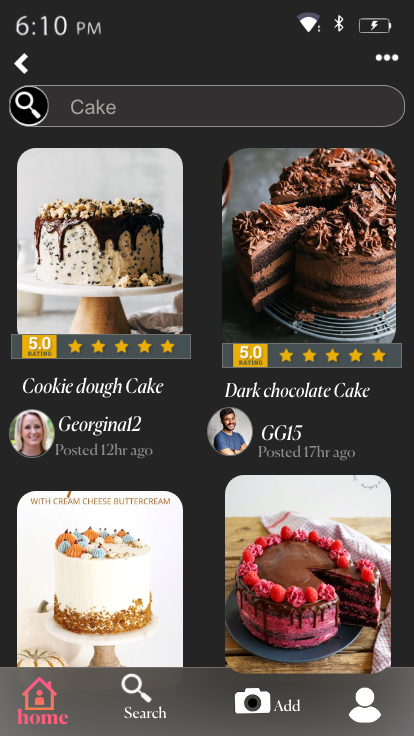 6:10 PM
Cake
5.0
RATING
5.0
RATING
Cookie dough Cake
Dark chocolate Cake
Georgina12
GG15
Posted 12hr ago
Posted 17hr ago
WITH CREAM CHEESE BUTTERCREAM
home
Search
Add